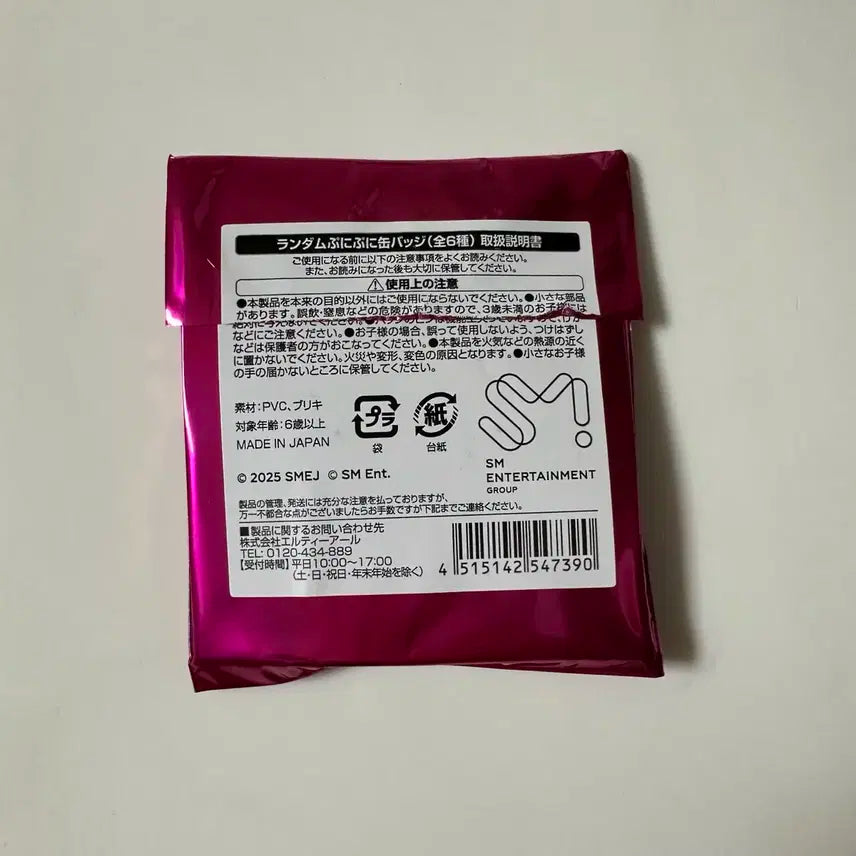 ランダムぷにぷに缶バッジ(全6種) 取扱説明書
ご使用になる前に以下の注意事項をよくお読みください。
また、お読みになった後も大切に保管してください。
⚠使用上の注意
●本製品を本来の目的以外にはご使用にならないでください。●小さな部品
があります。誤飲・窒息などの危険がありますので、3歳未満のお子様には
などにご注意ください。●お子様の場合、誤って使用しないよう、つけはずし
などは保護者の方がおこなってください。●本製品を火気などの熱源の近く
に置かないでください。火災や変形、変色の原因となります。●小さなお子様
の手の届かないところに保管してください。
素材:PVC、ブリキ
対象年齢:6歳以上
MADE IN JAPAN
プラ
袋
紙
台紙
SM
ENTERTAINMENT
GROUP
© 2025 SMEJ © SM Ent.
製品の管理、発送には充分な注意を払っておりますが、
万一不都合な点がございましたらお手数ですが下記までご連絡ください。
■製品に関するお問い合わせ先
株式会社エルティーアール
TEL: 0120-434-889
【受付時間】平日10:00〜17:00
(土・日・祝日・年末年始を除く)
4 515142 547390